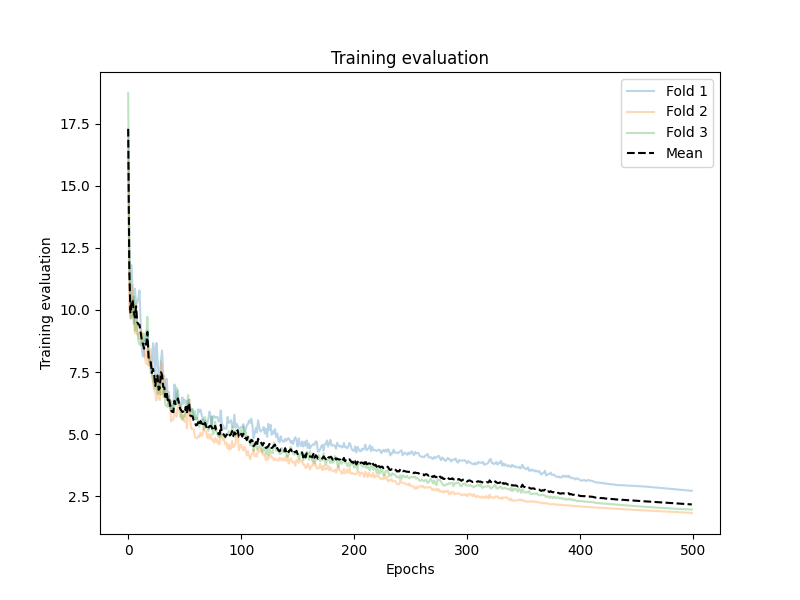 Training evaluation
Fold 1
Fold 2
Fold 3
Mean
Training evaluation
17.5
15.0
12.5
10.0
7.5
5.0
2.5
0
100
200
300
400
500
Epochs